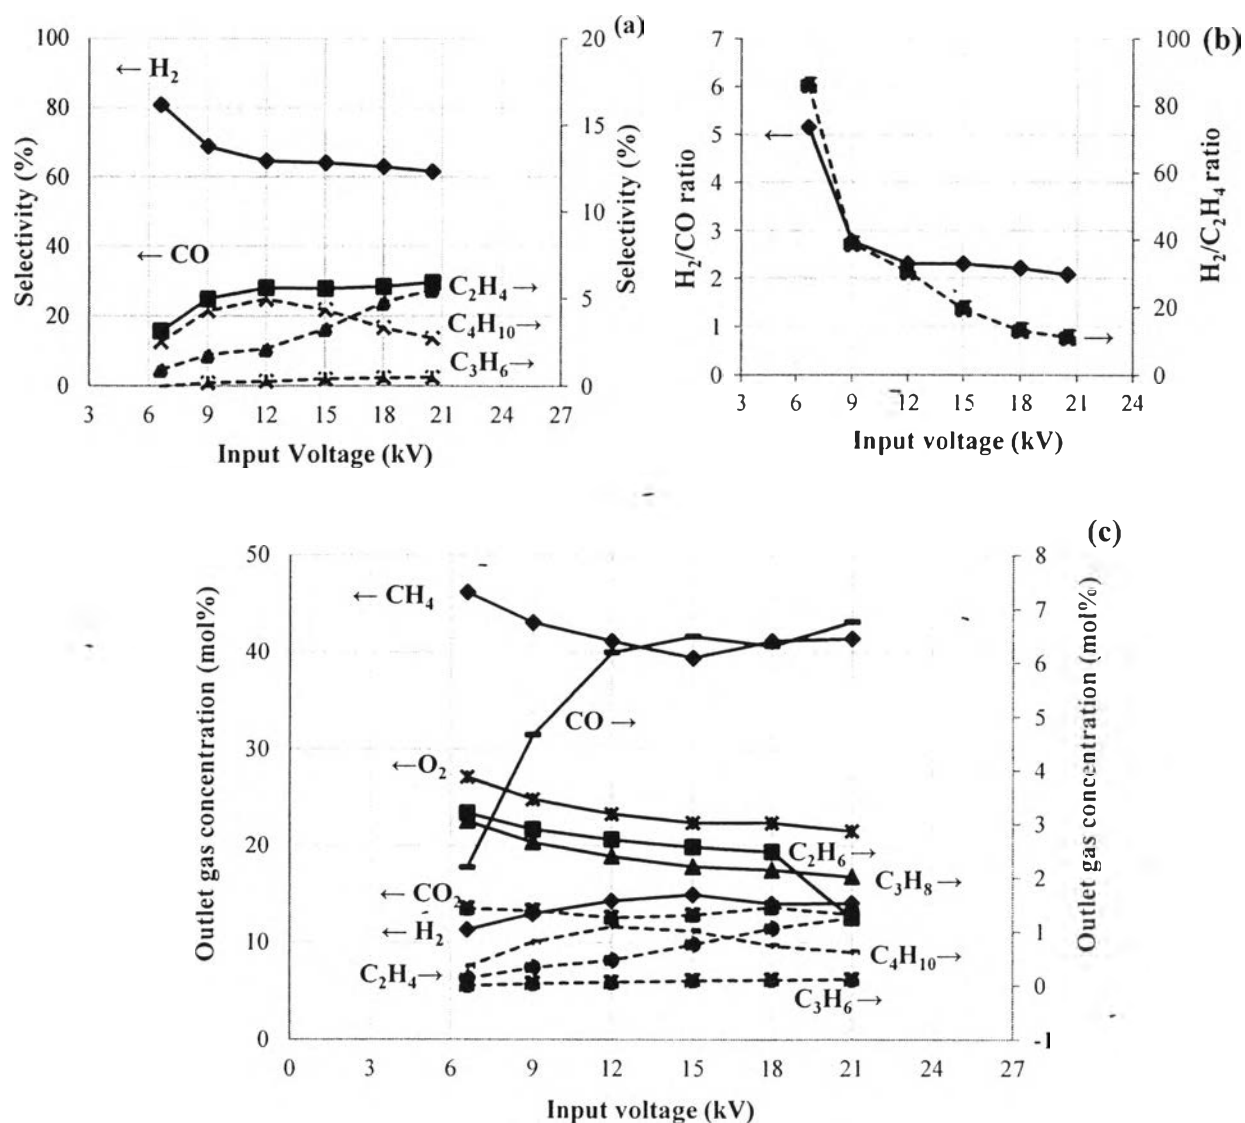 (a)
100 80 60 40 20 0
Selectivity (%)
20 15 10 5 0
Selectivity (%)
← H₂
← CO
C₂H₄→
C₄H₁₀→
C₃H₆→
3 6 9 12 15 18 21 24 27
Input Voltage (kV)
(b)
7 6 5 4 3 2 1 0
H₂/CO ratio
100 80 60 40 20 0
H₂/C₂H₄ ratio
←
→
3 6 9 12 15 18 21 24
Input voltage (kV)
(c)
50 40 30 20 10 0
Outlet gas concentration (mol%)
8 7 6 5 4 3 2 1 0 -1
Outlet gas concentration (mol%)
← CH₄
CO →
←O₂
C₂H₆→
C₃H₈→
←CO₂
←H₂
C₂H₄→
C₄H₁₀→
C₃H₆→
0 3 6 9 12 15 18 21 24 27
Input voltage (kV)